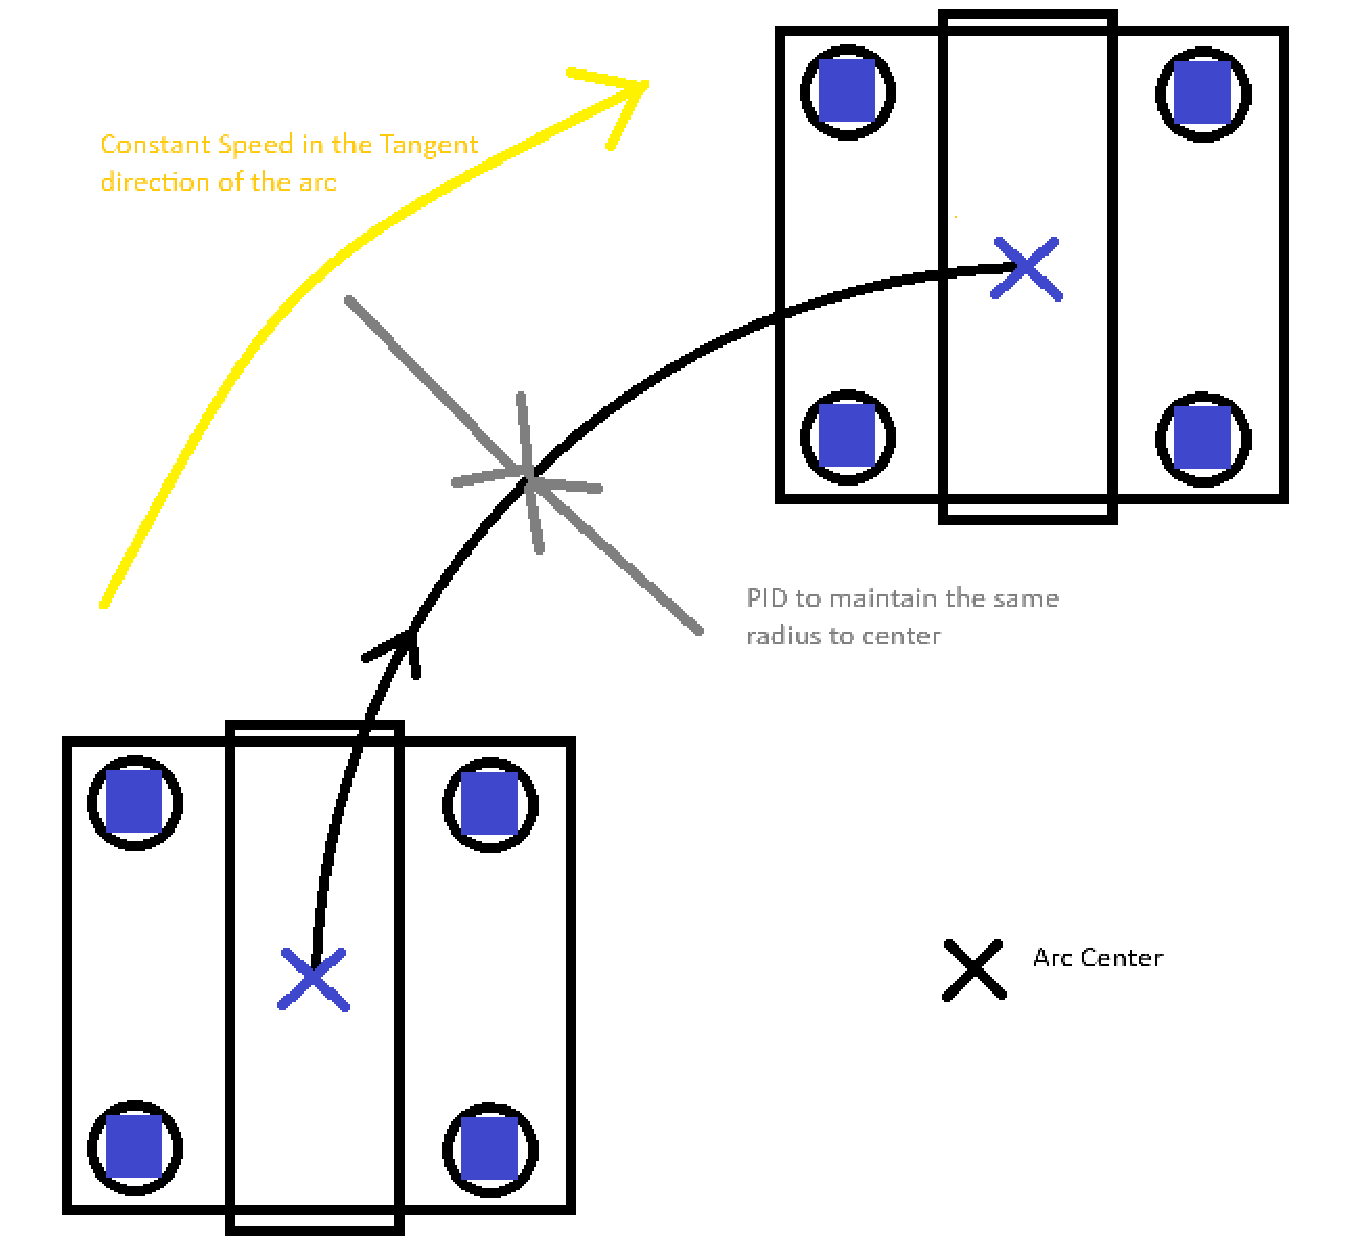 Constant Speed in the Tangent
direction of the arc
PID to maintain the same
radius to center
Arc Center